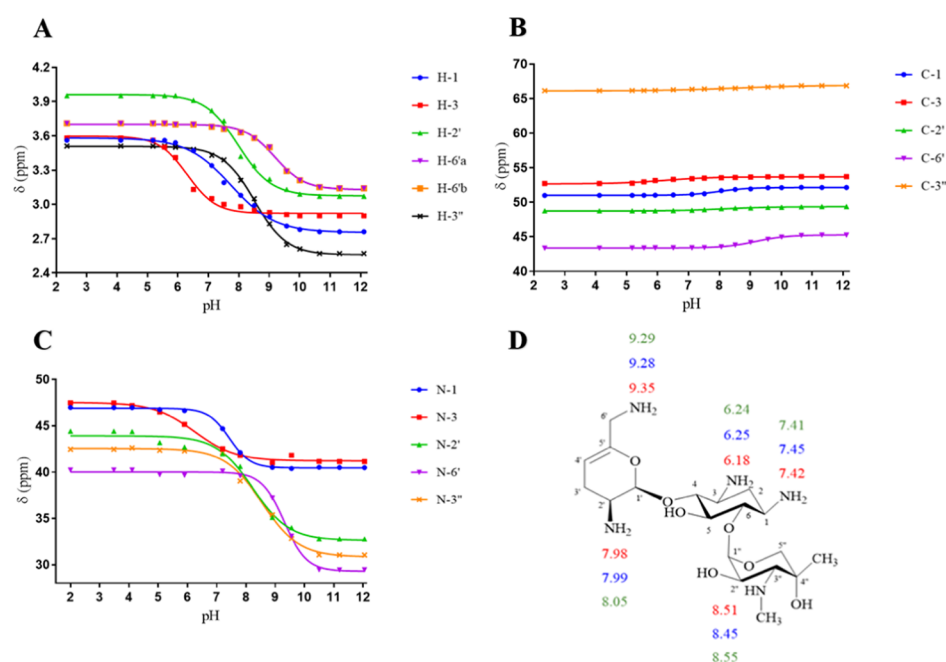 A
δ (ppm)
4.2
3.9
3.6
3.3
3.0
2.7
2.4
2 3 4 5 6 7 8 9 10 11 12
pH
H-1
H-3
H-2'
H-6'a
H-6'b
H-3"
B
δ (ppm)
70
65
60
55
50
45
40
2 3 4 5 6 7 8 9 10 11 12
pH
C-1
C-3
C-2'
C-6'
C-3"
C
δ (ppm)
50
45
40
35
30
2 3 4 5 6 7 8 9 10 11 12
pH
N-1
N-3
N-2'
N-6'
N-3"
D
9.29
9.28
9.35
6.24
6.25
6.18
7.41
7.45
7.42
6'
NH2
5'
4'
O
3'
2'
1'
O
NH2
4
3
NH2
2
NH2
HO
5
6
1
O
7.98
7.99
8.05
1"
O
5"
CH3
HO
2"
3"
4"
HN
OH
CH3
8.51
8.45
8.55